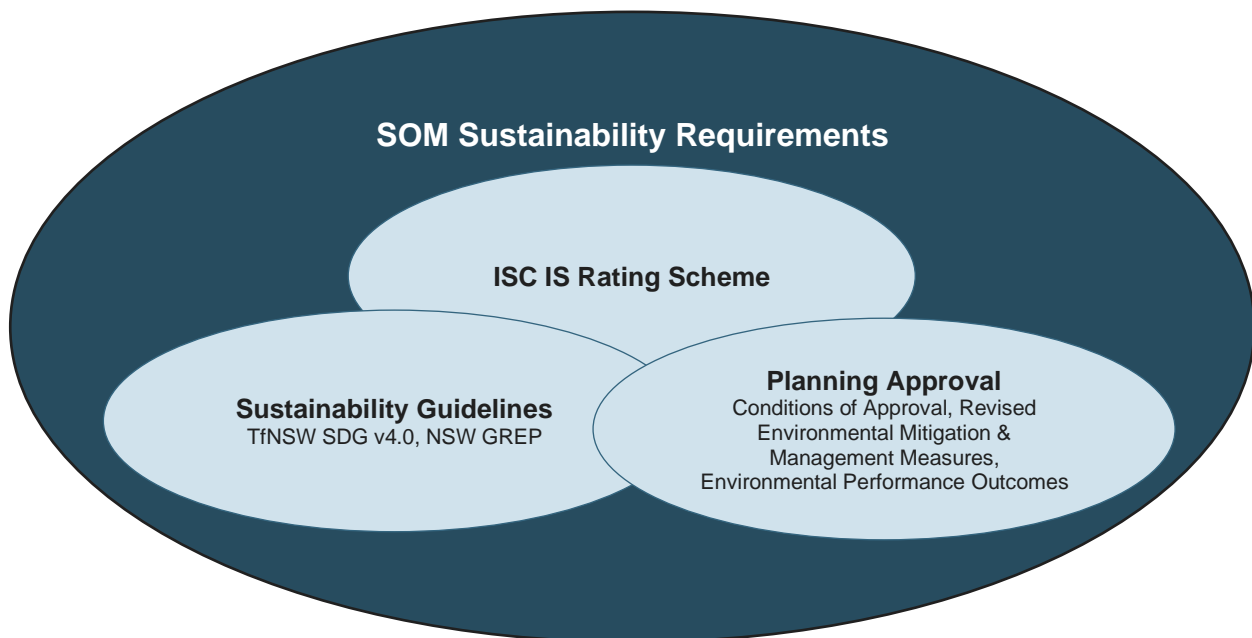 SOM Sustainability Requirements
ISC IS Rating Scheme
Sustainability Guidelines
TfNSW SDG v4.0, NSW GREP
Planning Approval
Conditions of Approval, Revised
Environmental Mitigation &
Management Measures,
Environmental Performance Outcomes